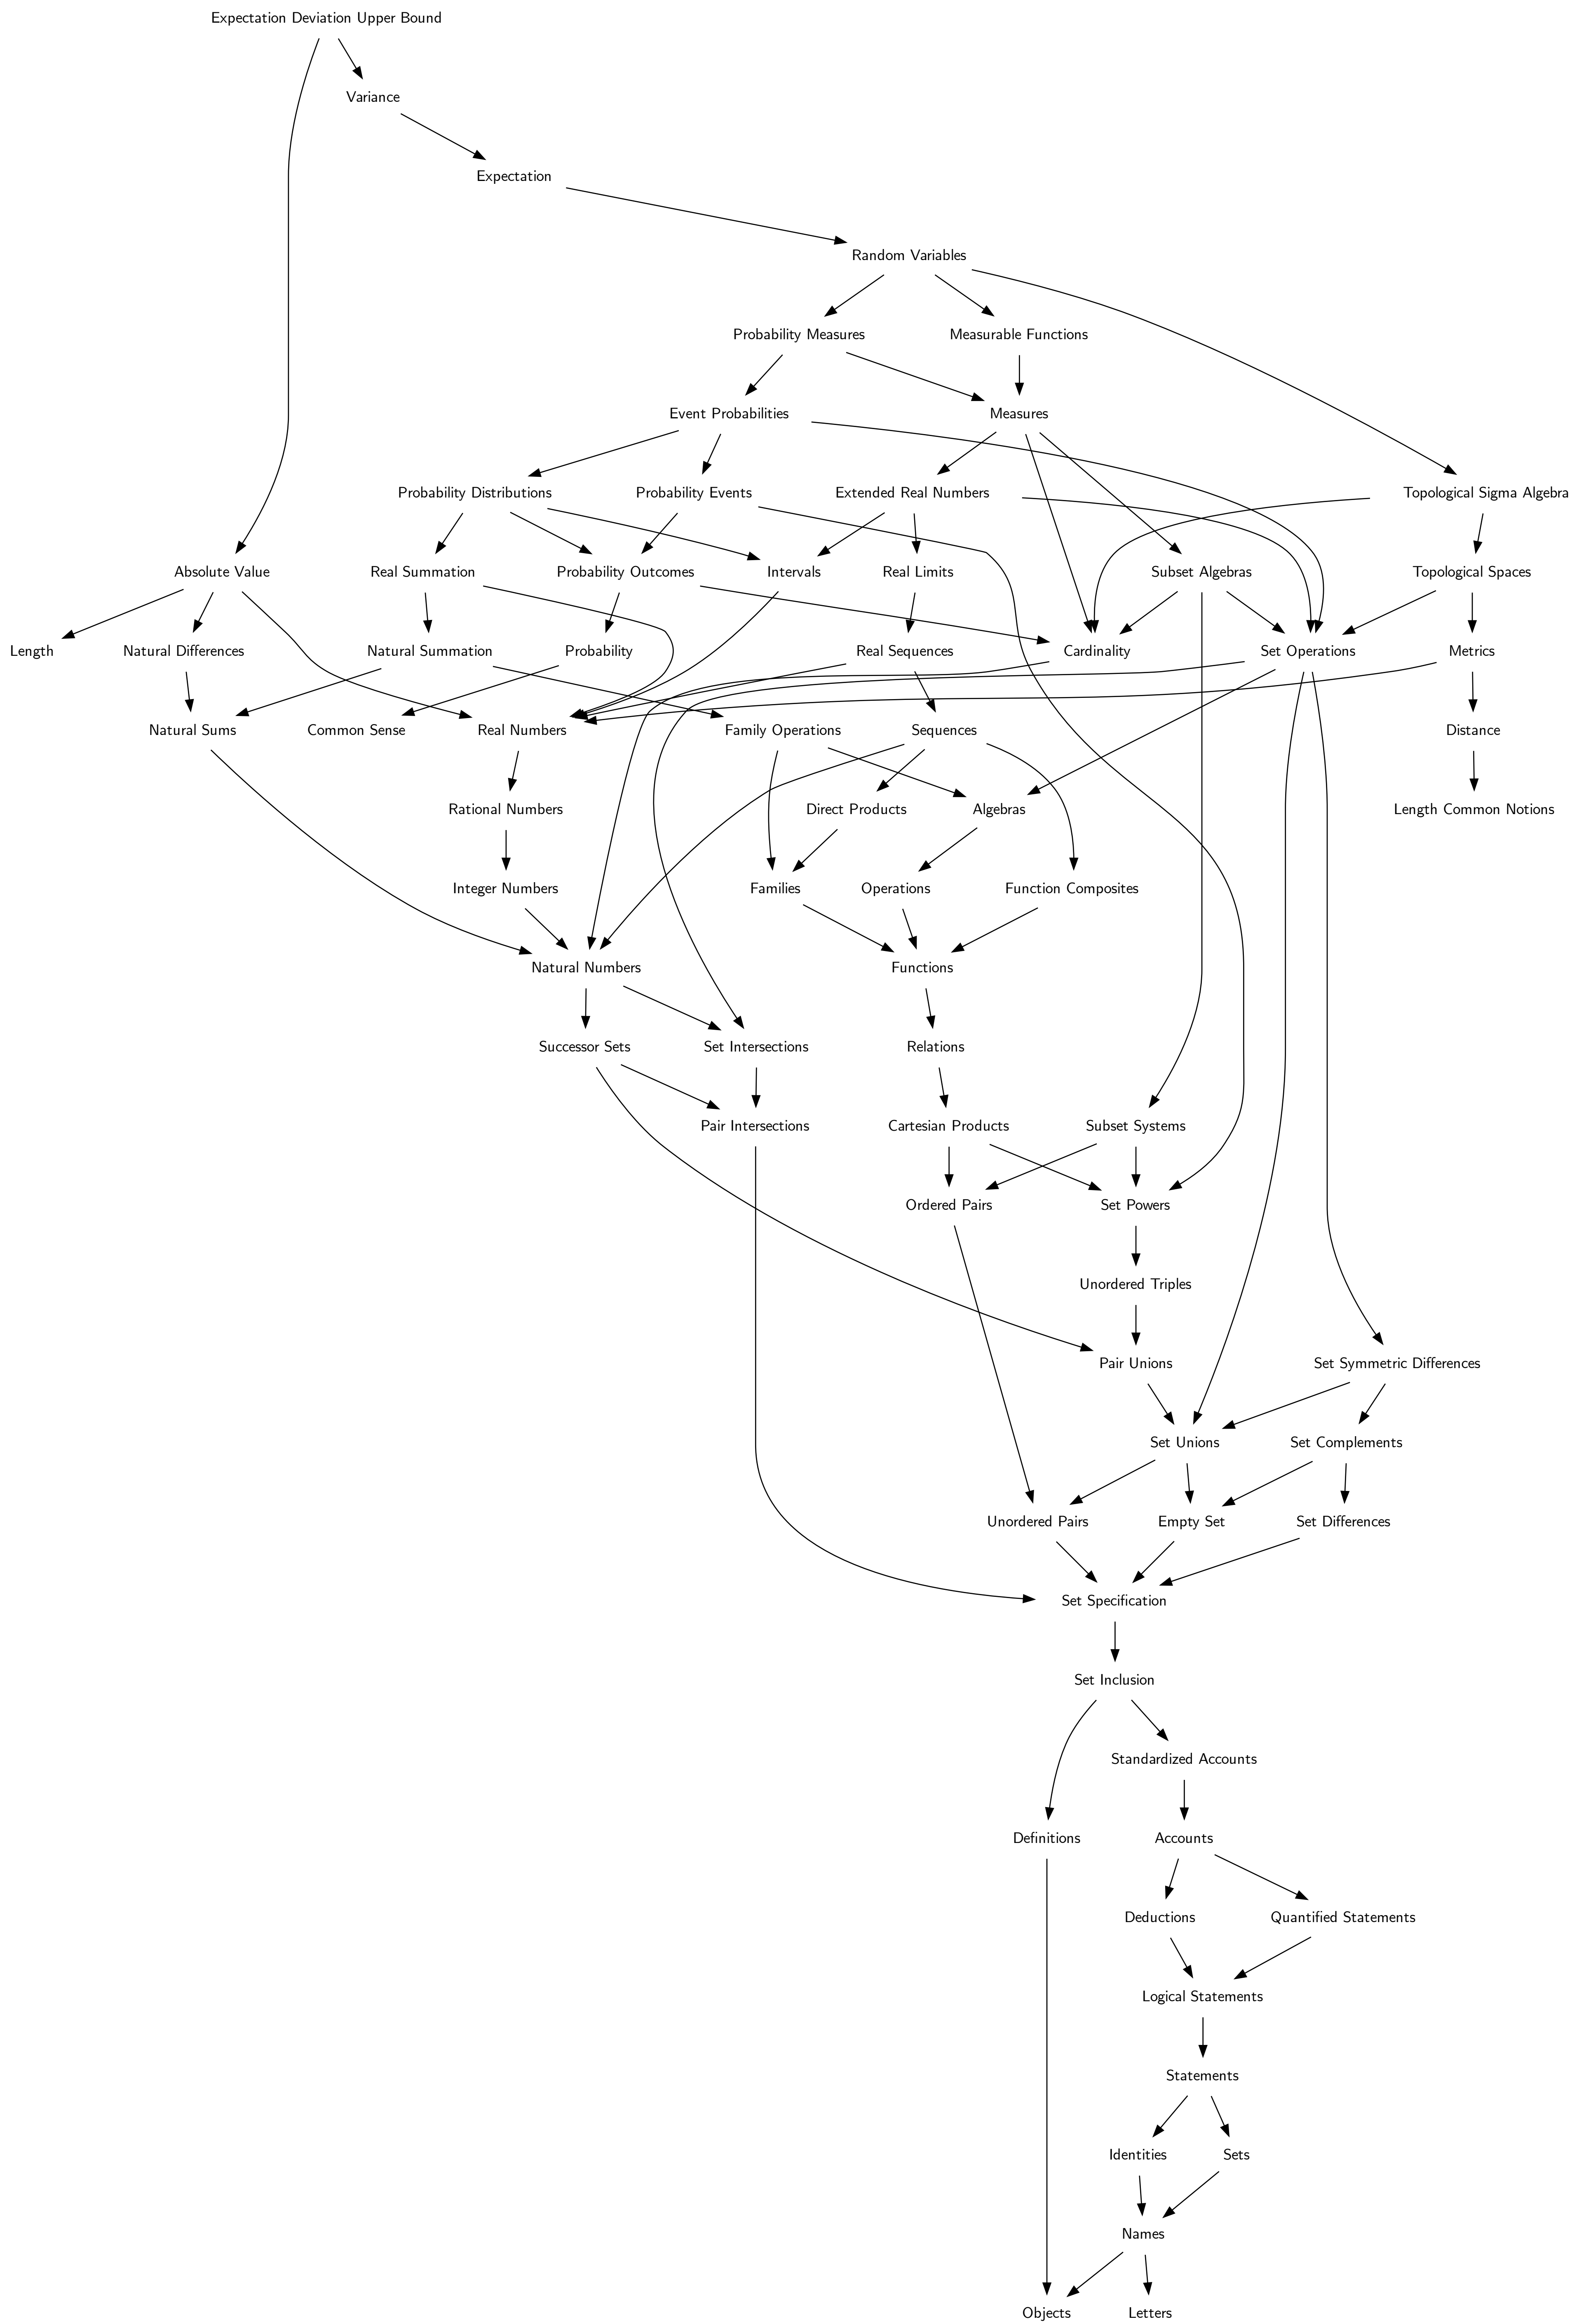 Expectation Deviation Upper Bound
Variance
Expectation
Random Variables
Probability Measures
Measurable Functions
Event Probabilities
Measures
Probability Distributions
Probability Events
Extended Real Numbers
Topological Sigma Algebra
Absolute Value
Real Summation
Probability Outcomes
Intervals
Real Limits
Subset Algebras
Topological Spaces
Length
Natural Differences
Natural Summation
Probability
Real Sequences
Cardinality
Set Operations
Metrics
Natural Sums
Common Sense
Real Numbers
Family Operations
Sequences
Distance
Rational Numbers
Direct Products
Algebras
Length Common Notions
Integer Numbers
Families
Operations
Function Composites
Natural Numbers
Functions
Successor Sets
Set Intersections
Relations
Pair Intersections
Cartesian Products
Subset Systems
Ordered Pairs
Set Powers
Unordered Triples
Pair Unions
Set Symmetric Differences
Set Unions
Set Complements
Unordered Pairs
Empty Set
Set Differences
Set Specification
Set Inclusion
Standardized Accounts
Definitions
Accounts
Deductions
Quantified Statements
Logical Statements
Statements
Identities
Sets
Names
Objects
Letters